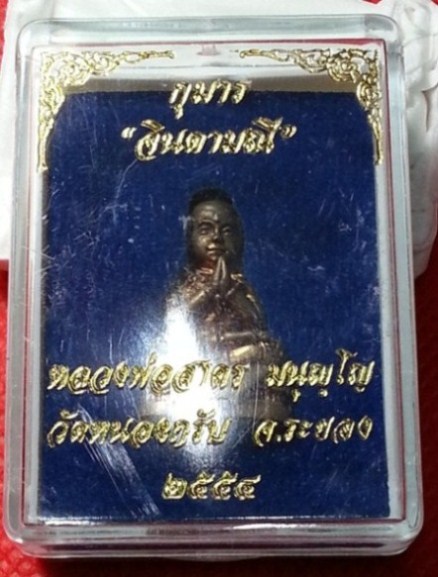 กุมาร
"จินดามณี"
หลวงพ่อสาคร มนุญฺโญ
วัดหนองกรับ จ.ระยอง
๒๕๕๔